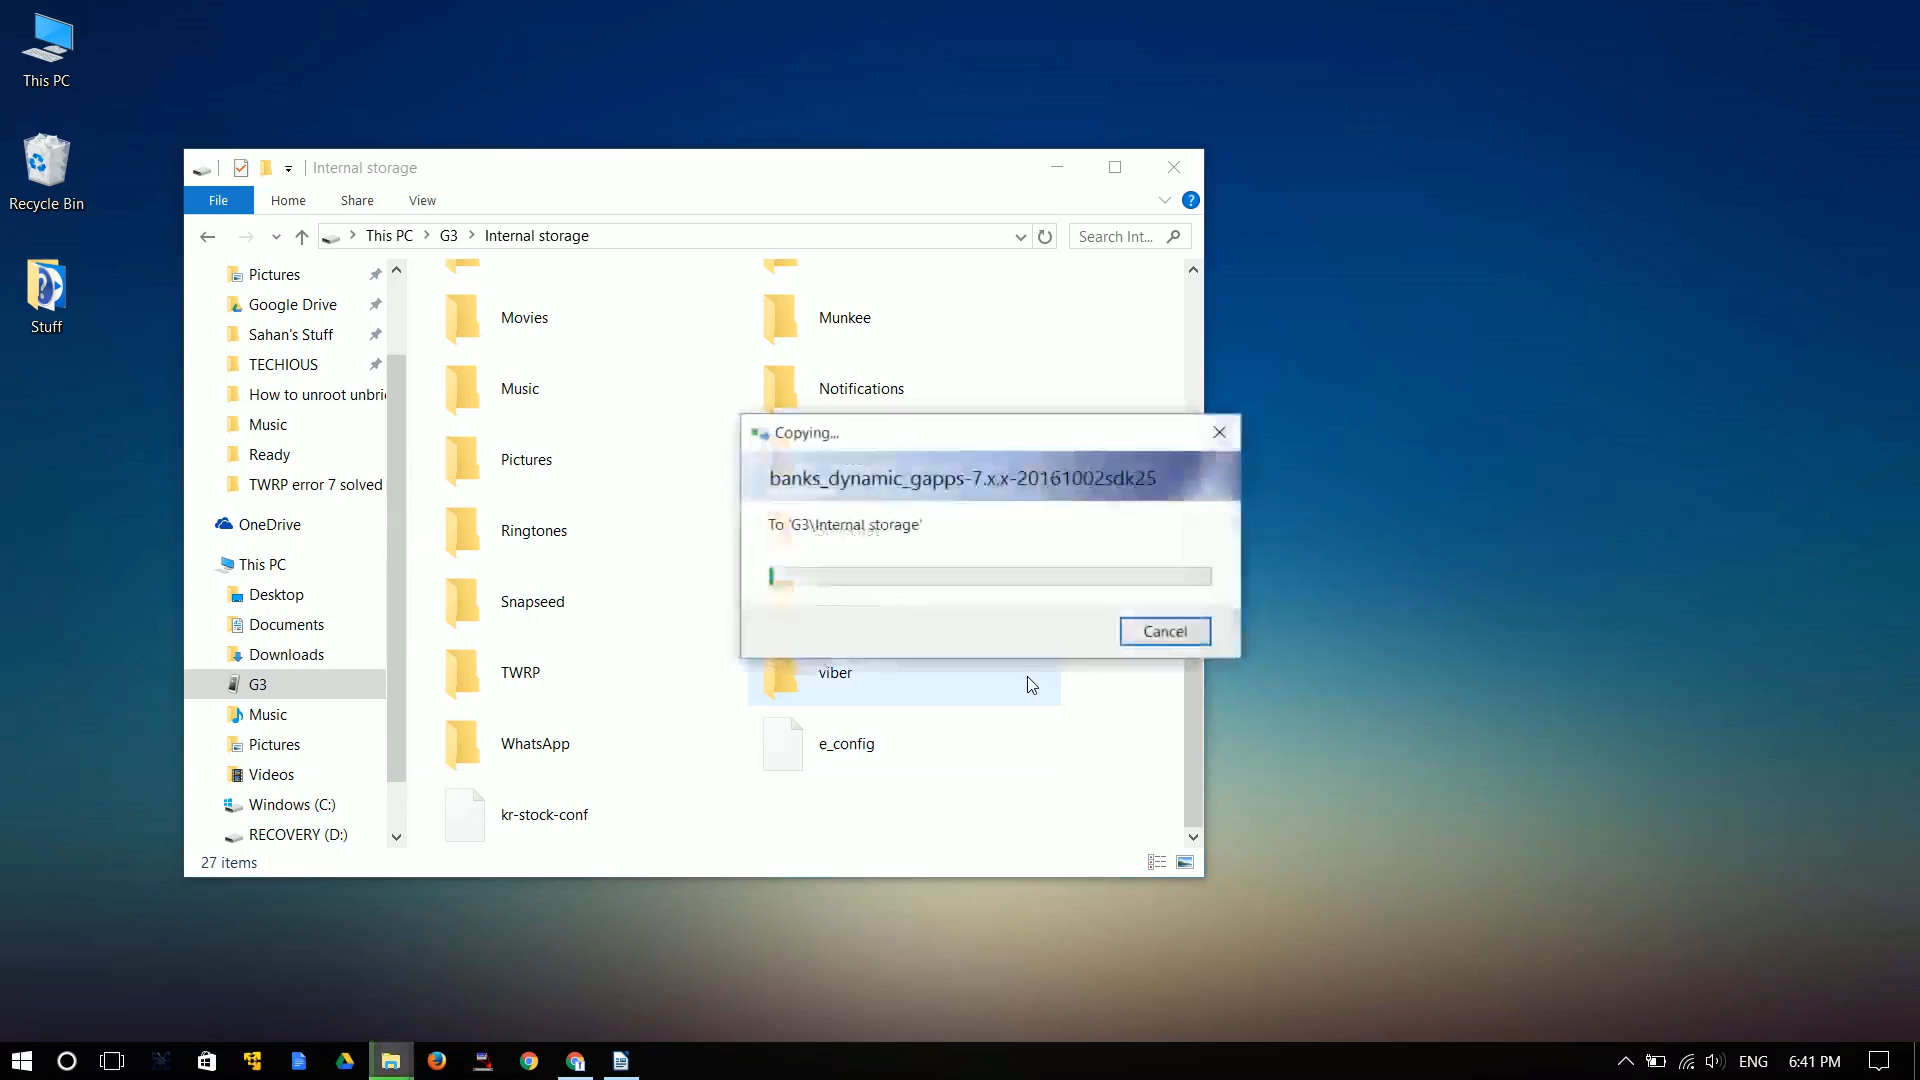 This PC
Recycle Bin
Stuff
Internal storage
File
Home
Share
View
This PC
G3
Internal storage
Search Int...
Pictures
Google Drive
Sahan's Stuff
TECHIOUS
How to unroot unbri
Music
Ready
TWRP error 7 solved
OneDrive
This PC
Desktop
Documents
Downloads
G3
Music
Pictures
Videos
Windows (C:)
RECOVERY (D:)
Movies
Munkee
Music
Notifications
Pictures
Ringtones
Snapseed
TWRP
viber
WhatsApp
e_config
kr-stock-conf
27 items
Copying...
banks_dynamic_gapps-7.x.x-20161002sdk25
To 'G3\Internal storage'
Cancel
ENG
6:41 PM